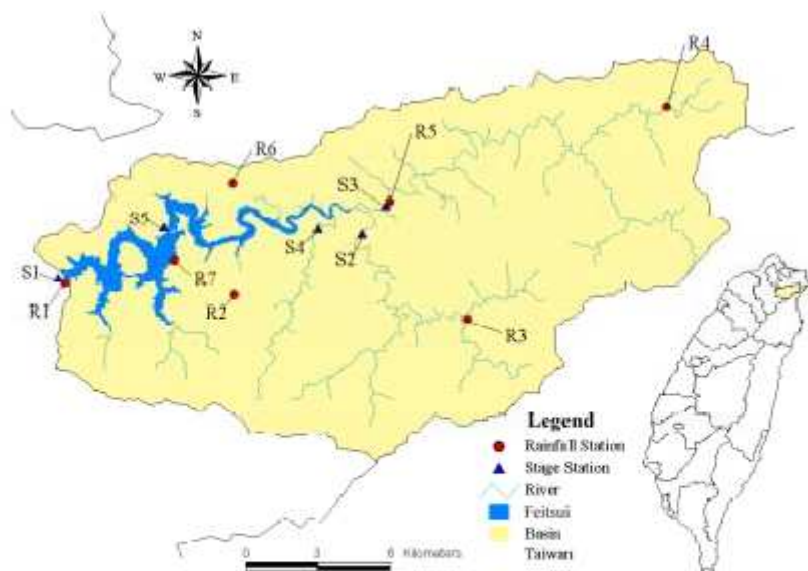 N
W E
S
R4
R6
R5
S3
S5
S4
S2
S1
R7
R1
R2
R3
Legend
Rainfall Station
Stage Station
River
Feitsui
Basin
Taiwan
0 3 6 Kilometers